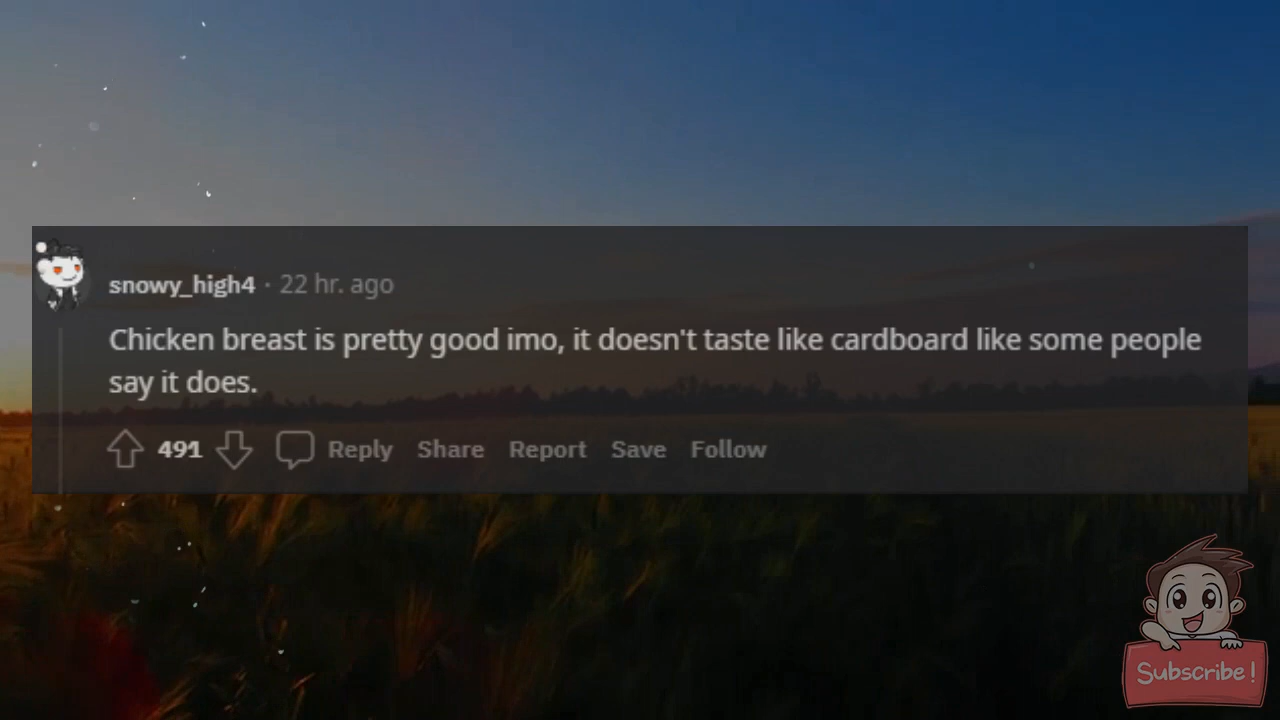 snowy_high4 · 22 hr. ago
Chicken breast is pretty good imo, it doesn't taste like cardboard like some people
say it does.
491 Reply Share Report Save Follow
Subscribe!